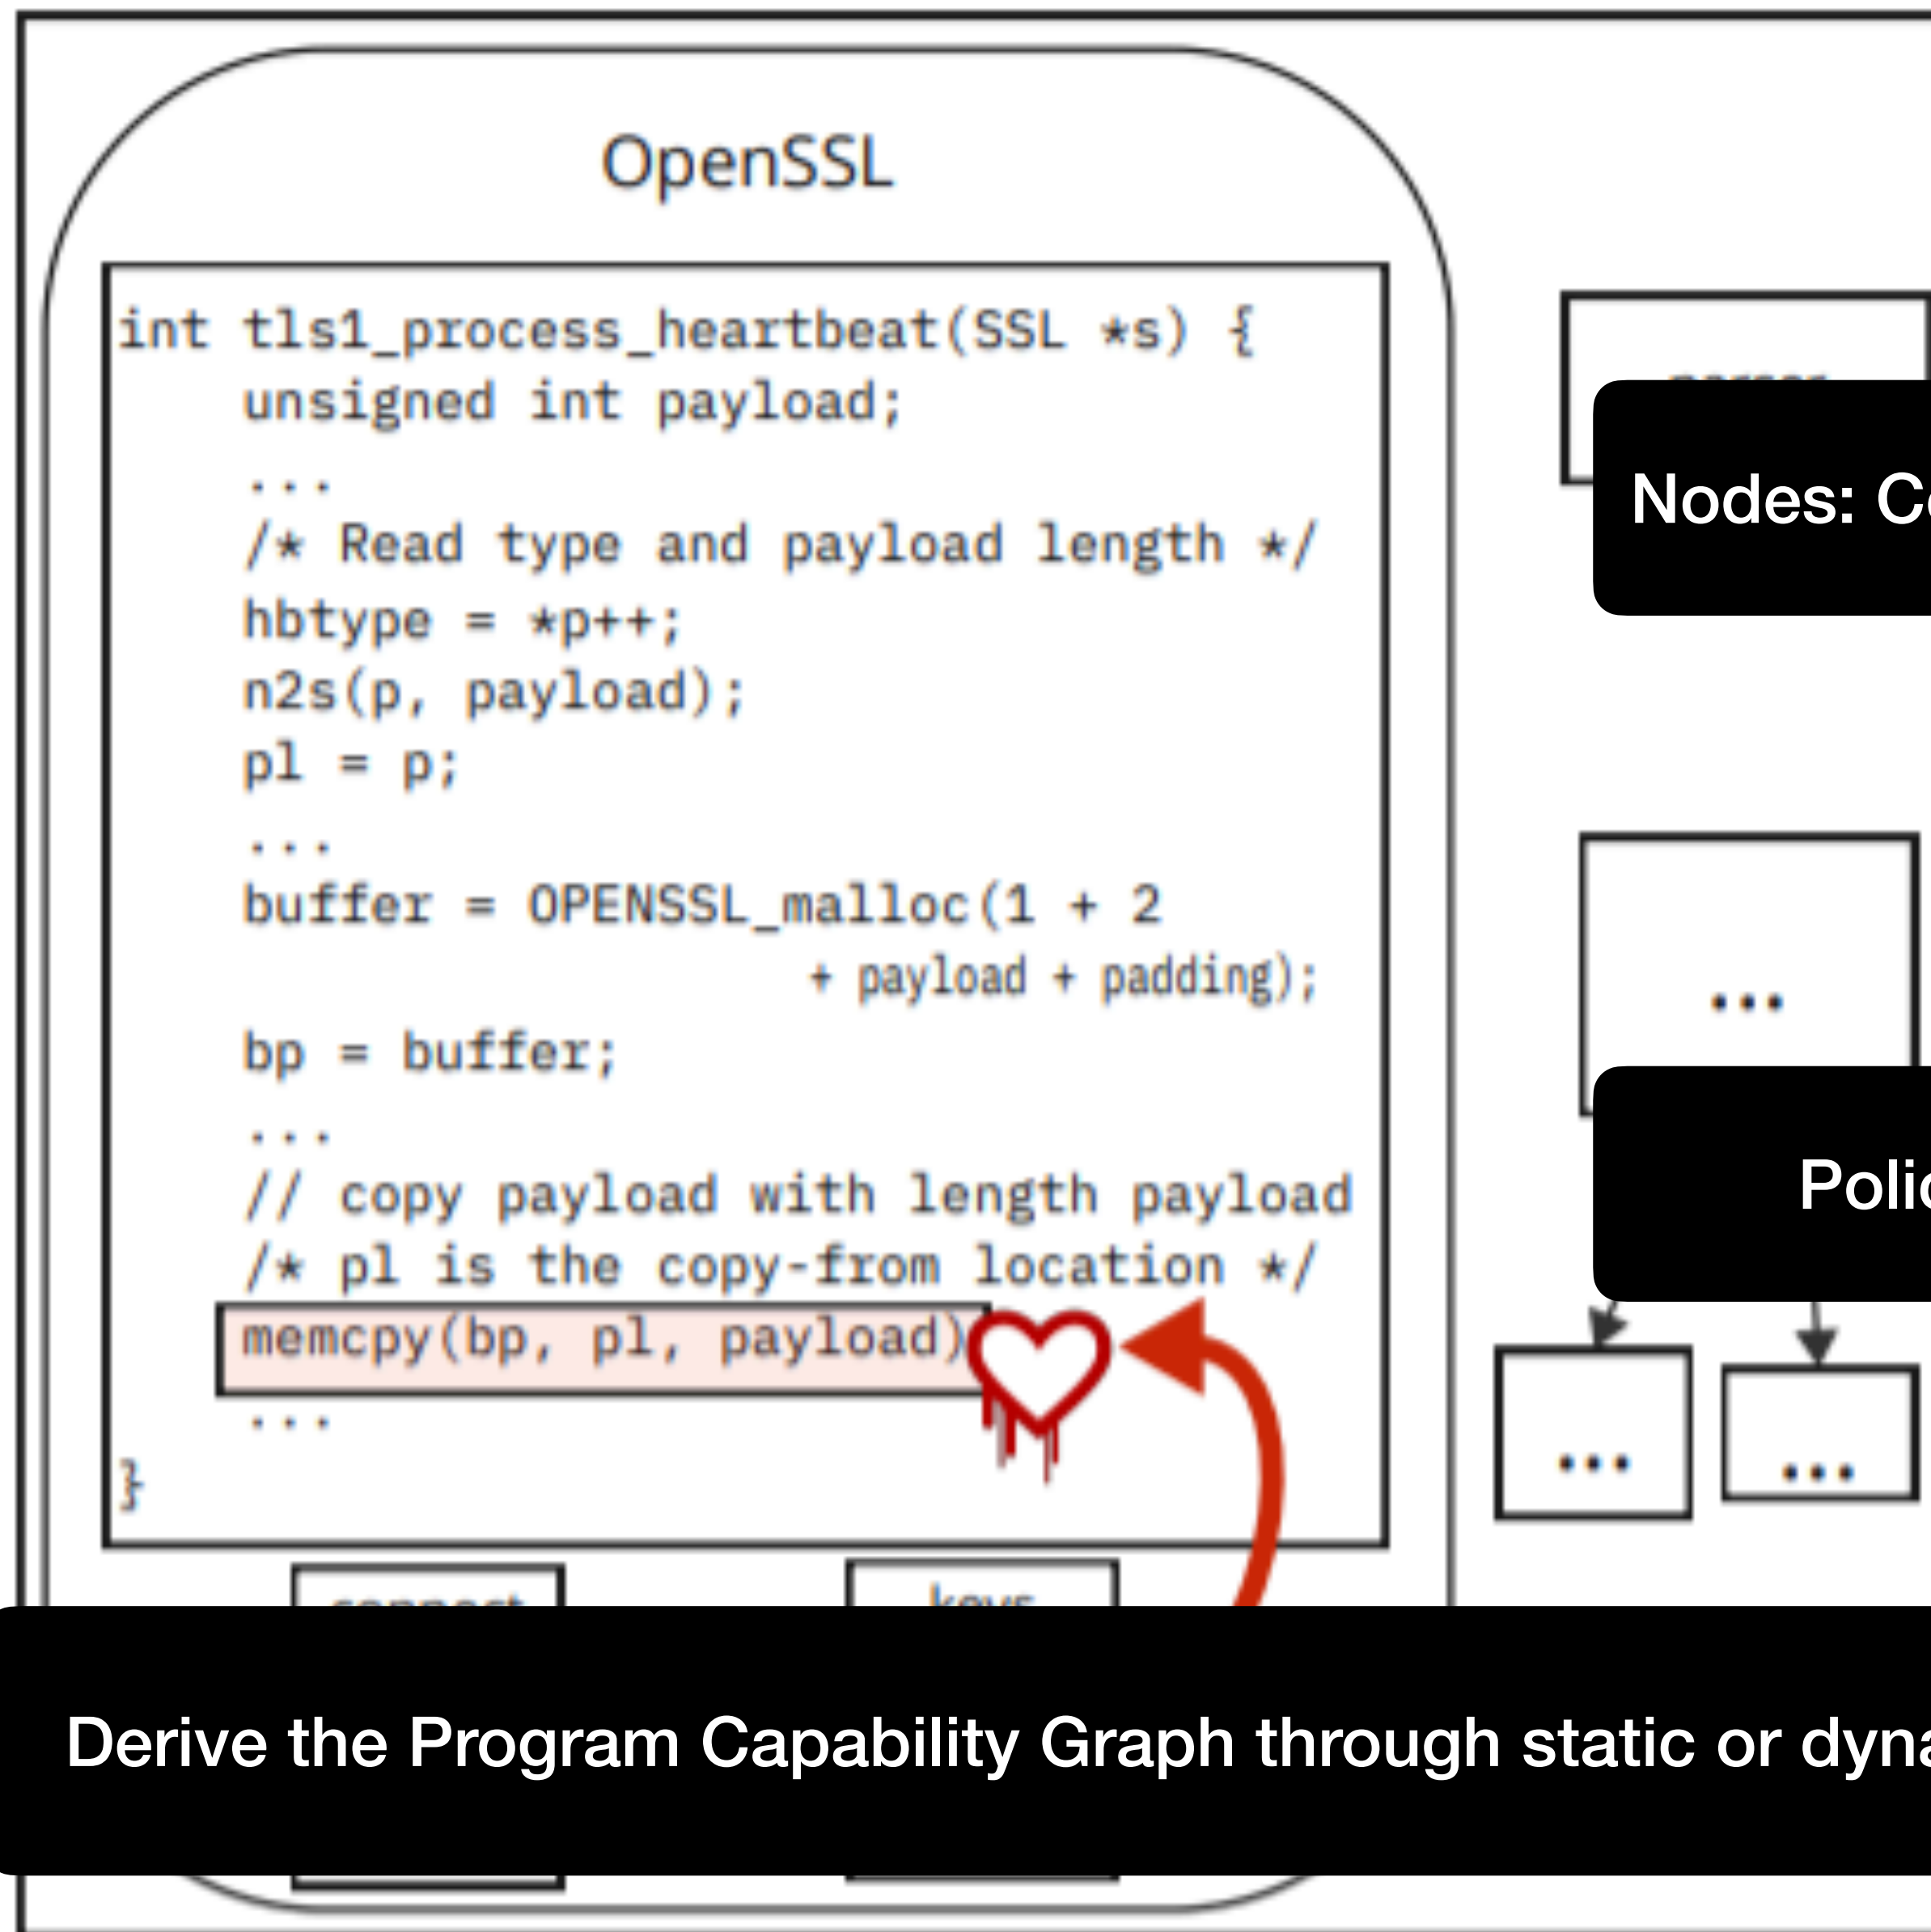 OpenSSL
int tls1_process_heartbeat(SSL *s) {
unsigned int payload;
...
/* Read type and payload length */
hbtype = *p++;
n2s(p, payload);
pl = p;
...
buffer = OPENSSL_malloc(1 + 2
+ payload + padding);
bp = buffer;
...
// copy payload with length payload
/* pl is the copy-from location */
memcpy(bp, pl, payload)
...
}
Nodes:
...
... ...
Derive the Program Capability Graph through static or